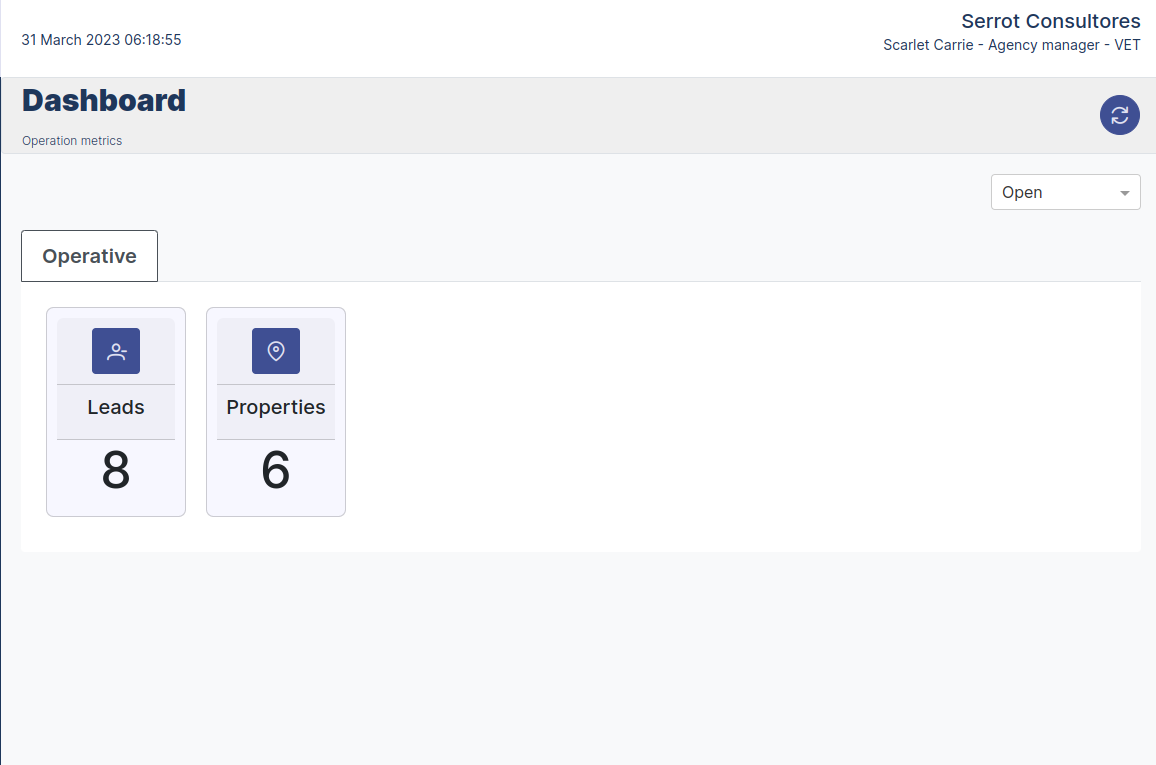 31 March 2023 06:18:55
Serrot Consultores
Scarlet Carrie - Agency manager - VET
Dashboard
Operation metrics
Open
Operative
Leads
8
Properties
6